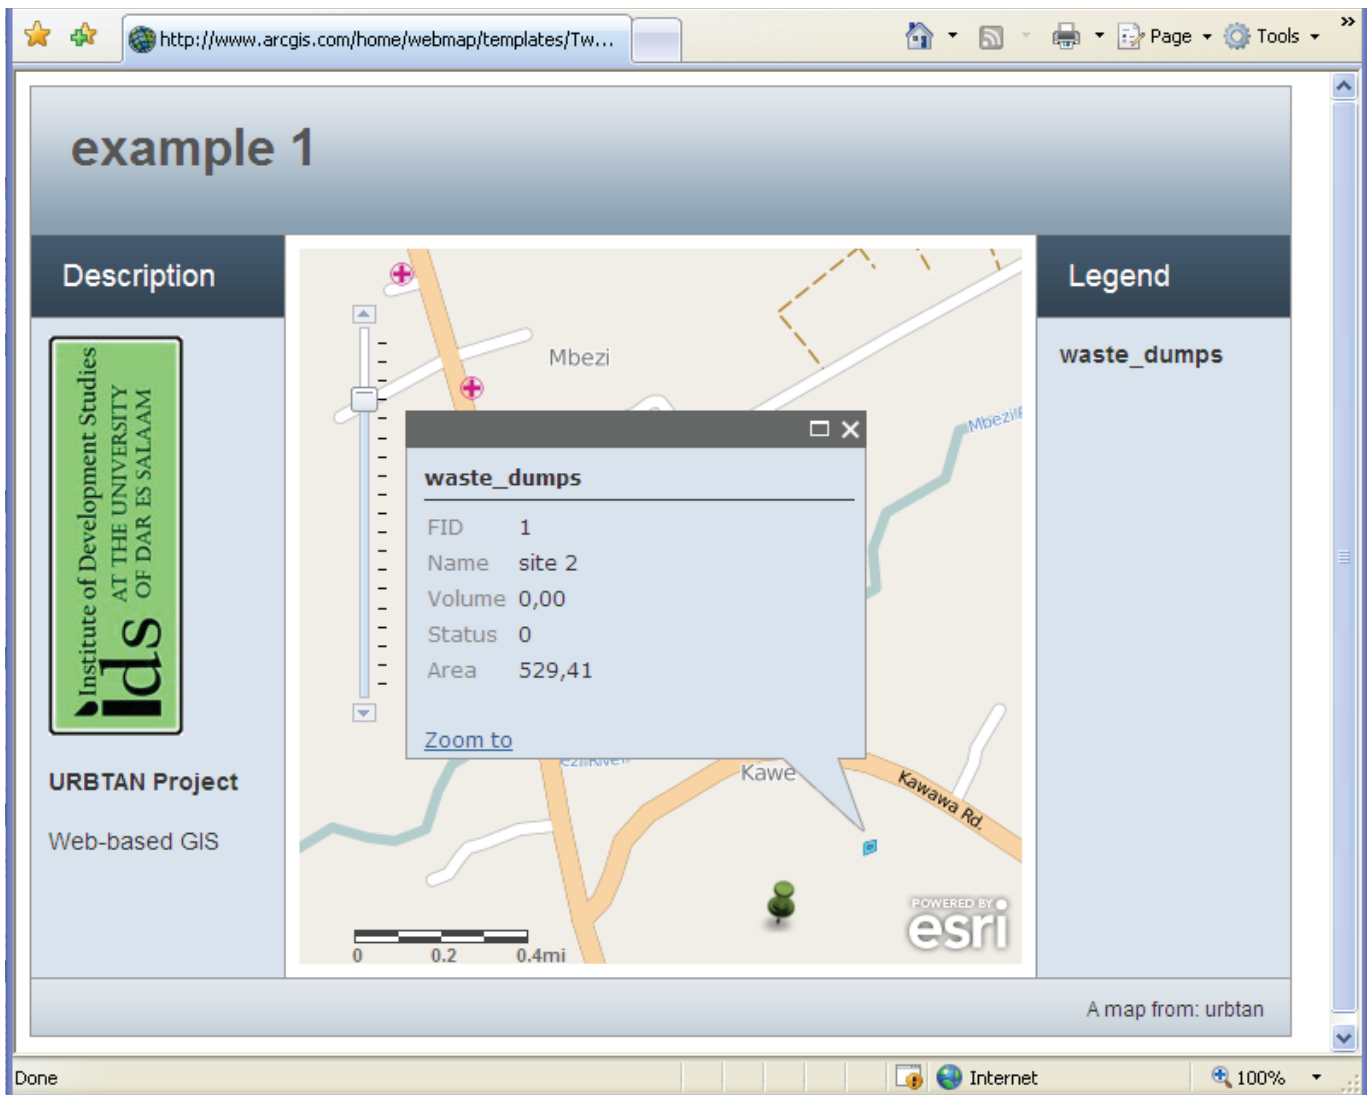 http://www.arcgis.com/home/webmap/templates/Tw...
Page
Tools
»
example 1
Description
Legend
Institute of Development Studies
AT THE UNIVERSITY
OF DAR ES SALAAM
ids
URBTAN Project
Web-based GIS
Mbezi
waste_dumps
FID 1
Name site 2
Volume 0,00
Status 0
Area 529,41
Zoom to
Kawe
Kawawa Rd.
0 0.2 0.4mi
POWERED BY
esri
waste_dumps
A map from: urbtan
Done
Internet
100%